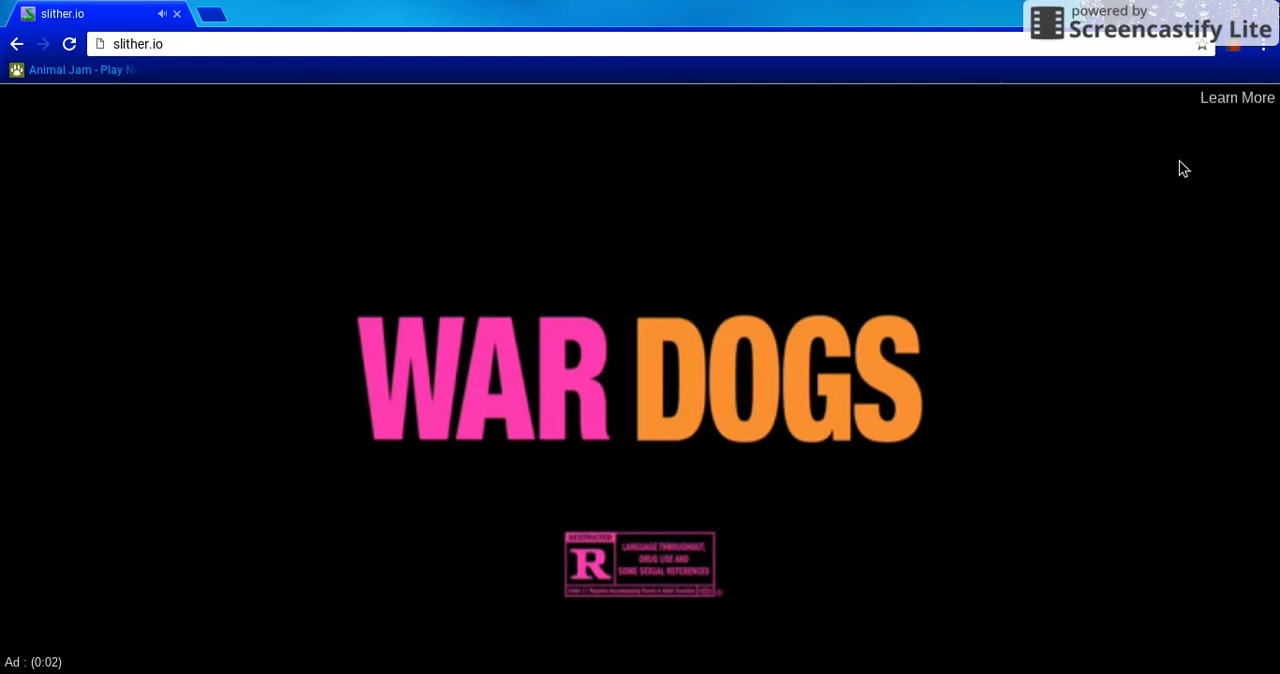 slither.io
powered by
Screencastify Lite
slither.io
Animal Jam - Play
Learn More
WAR DOGS
RESTRICTED
R
LANGUAGE THROUGHOUT,
DRUG USE AND
SOME SEXUAL REFERENCES
Ad : (0:02)